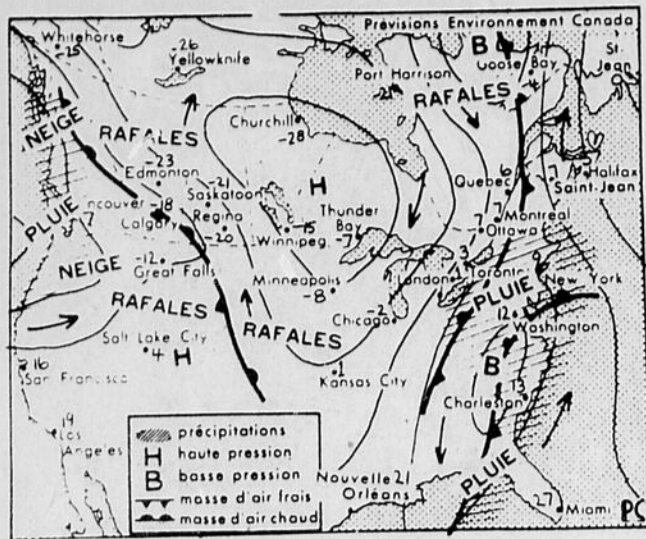 Prévisions Environnement Canada
Whitehorse
-25
-26
Yellowknife
B
Goose Bay
4
St.
Jean
Port Harrison
-21
RAFALES
Churchill
-28
NEIGE
RAFALES
-23
Edmonton
-21
Saskatoon
H
Quebec
6
Halifax
Saint-Jean
ncouver
-18
Calgary
Regina
-20
-15
Winnipeg
Thunder
Bay
-7
7
7
Montreal
Ottawa
PLUIE
7
NEIGE
-12
Great Falls
Minneapolis
-8
London
3
Toronto
New York
RAFALES
RAFALES
Chicago
-2
PLUIE
12
Washington
Salt Lake City
4
H
16
San Francisco
1
Kansas City
B
13
Charleston
19
Los
Angeles
précipitations
H haute pression
B basse pression
masse d'air frais
masse d'air chaud
Nouvelle 21
Orléans
PLUIE
27
Miami
PC